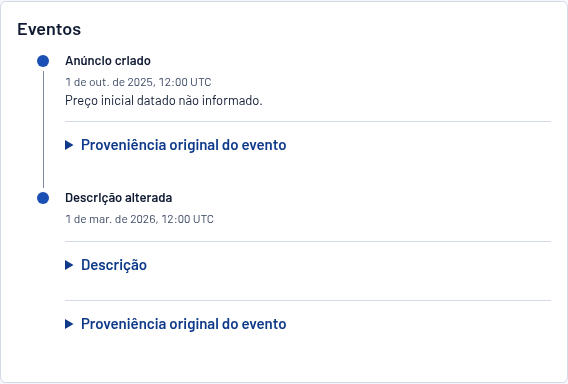 Eventos
Anúncio criado
1 de out. de 2025, 12:00 UTC
Preço inicial datado não informado.
Proveniência original do evento
Descrição alterada
1 de mar. de 2026, 12:00 UTC
Descrição
Proveniência original do evento